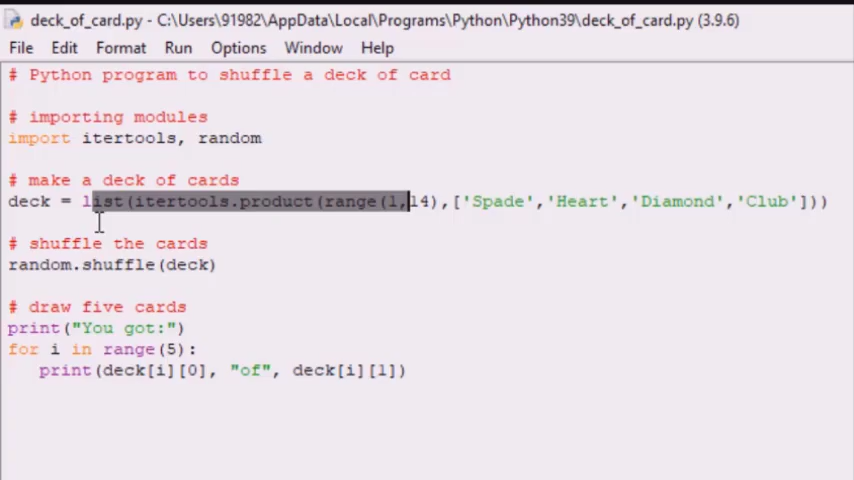 deck_of_card.py - C:\Users\91982\AppData\Local\Programs\Python\Python39\deck_of_card.py (3.9.6)
File Edit Format Run Options Window Help
# Python program to shuffle a deck of card
# importing modules
import itertools, random
# make a deck of cards
deck = list(itertools.product(range(1,14),['Spade','Heart','Diamond','Club']))
# shuffle the cards
random.shuffle(deck)
# draw five cards
print("You got:")
for i in range(5):
   print(deck[i][0], "of", deck[i][1])